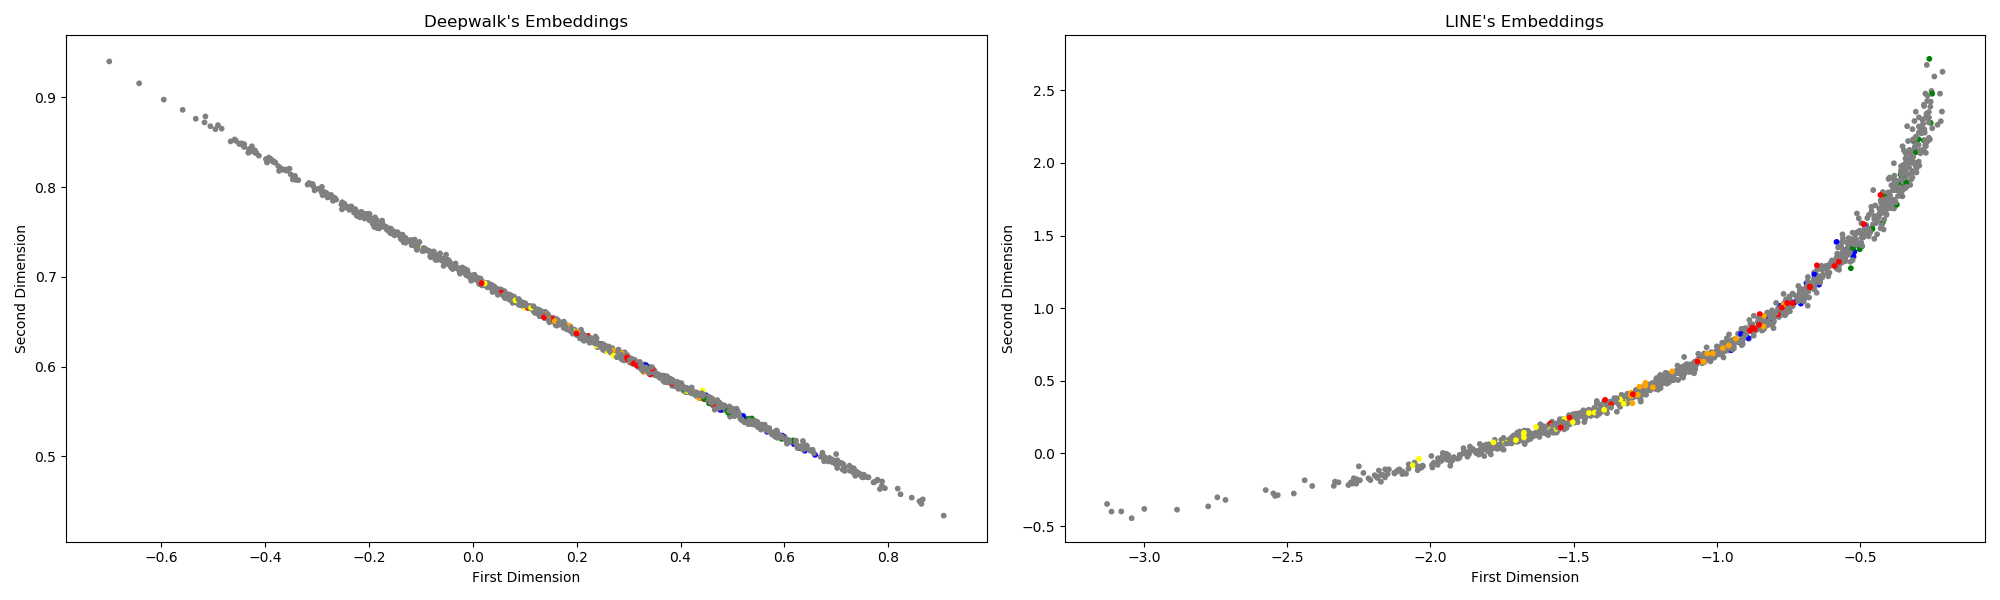 Deepwalk's Embeddings
Second Dimension
0.9
0.8
0.7
0.6
0.5
−0.6 −0.4 −0.2 0.0 0.2 0.4 0.6 0.8
First Dimension
LINE's Embeddings
Second Dimension
2.5
2.0
1.5
1.0
0.5
0.0
−0.5
−3.0 −2.5 −2.0 −1.5 −1.0 −0.5
First Dimension